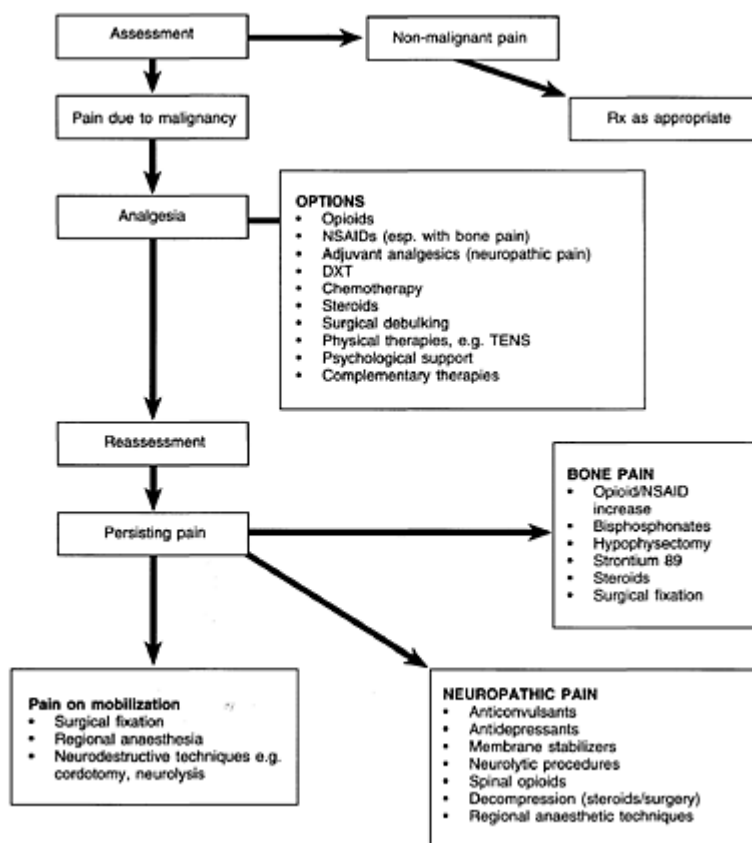 Assessment
Non-malignant pain
Rx as appropriate
Pain due to malignancy
Analgesia
OPTIONS
• Opioids
• NSAIDs (esp. with bone pain)
• Adjuvant analgesics (neuropathic pain)
• DXT
• Chemotherapy
• Steroids
• Surgical debulking
• Physical therapies, e.g. TENS
• Psychological support
• Complementary therapies
Reassessment
Persisting pain
BONE PAIN
• Opioid/NSAID
increase
• Bisphosphonates
• Hypophysectomy
• Strontium 89
• Steroids
• Surgical fixation
Pain on mobilization
• Surgical fixation
• Regional anaesthesia
• Neurodestructive techniques e.g.
cordotomy, neurolysis
NEUROPATHIC PAIN
• Anticonvulsants
• Antidepressants
• Membrane stabilizers
• Neurolytic procedures
• Spinal opioids
• Decompression (steroids/surgery)
• Regional anaesthetic techniques